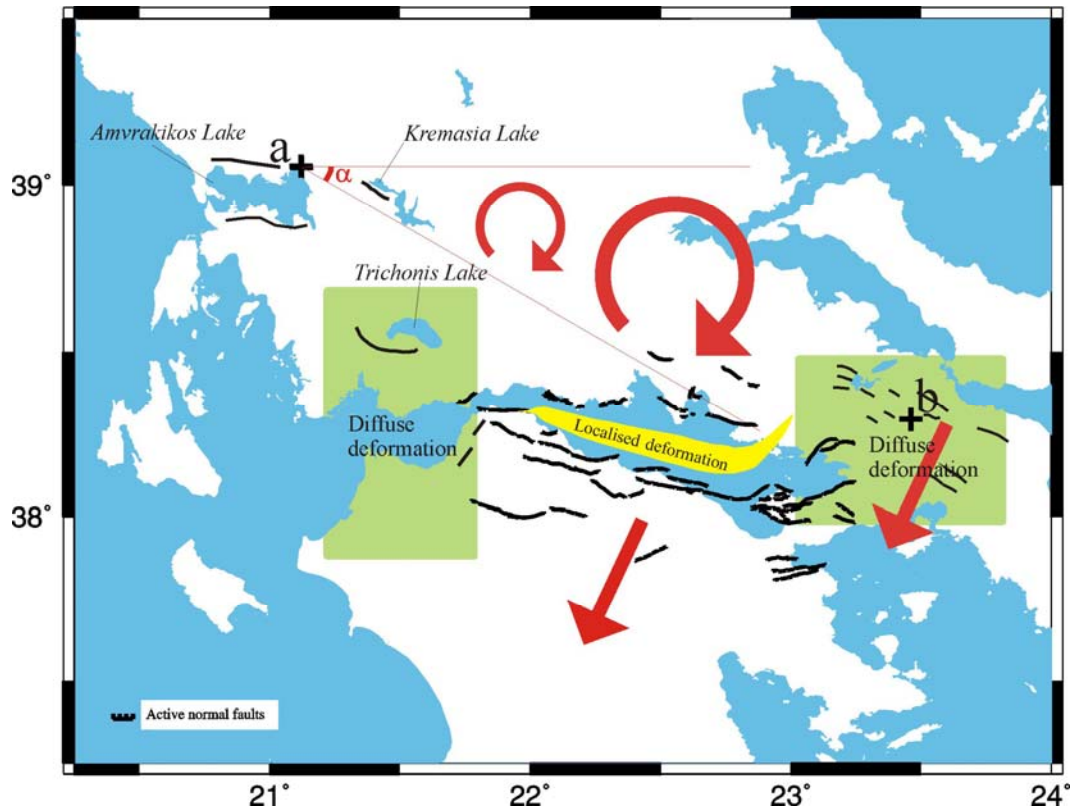 Amvrakikos Lake
a
Kremasia Lake
39°
α
Trichonis Lake
b
Diffuse
deformation
Localised deformation
Diffuse
deformation
38°
Active normal faults
21°
22°
23°
24°